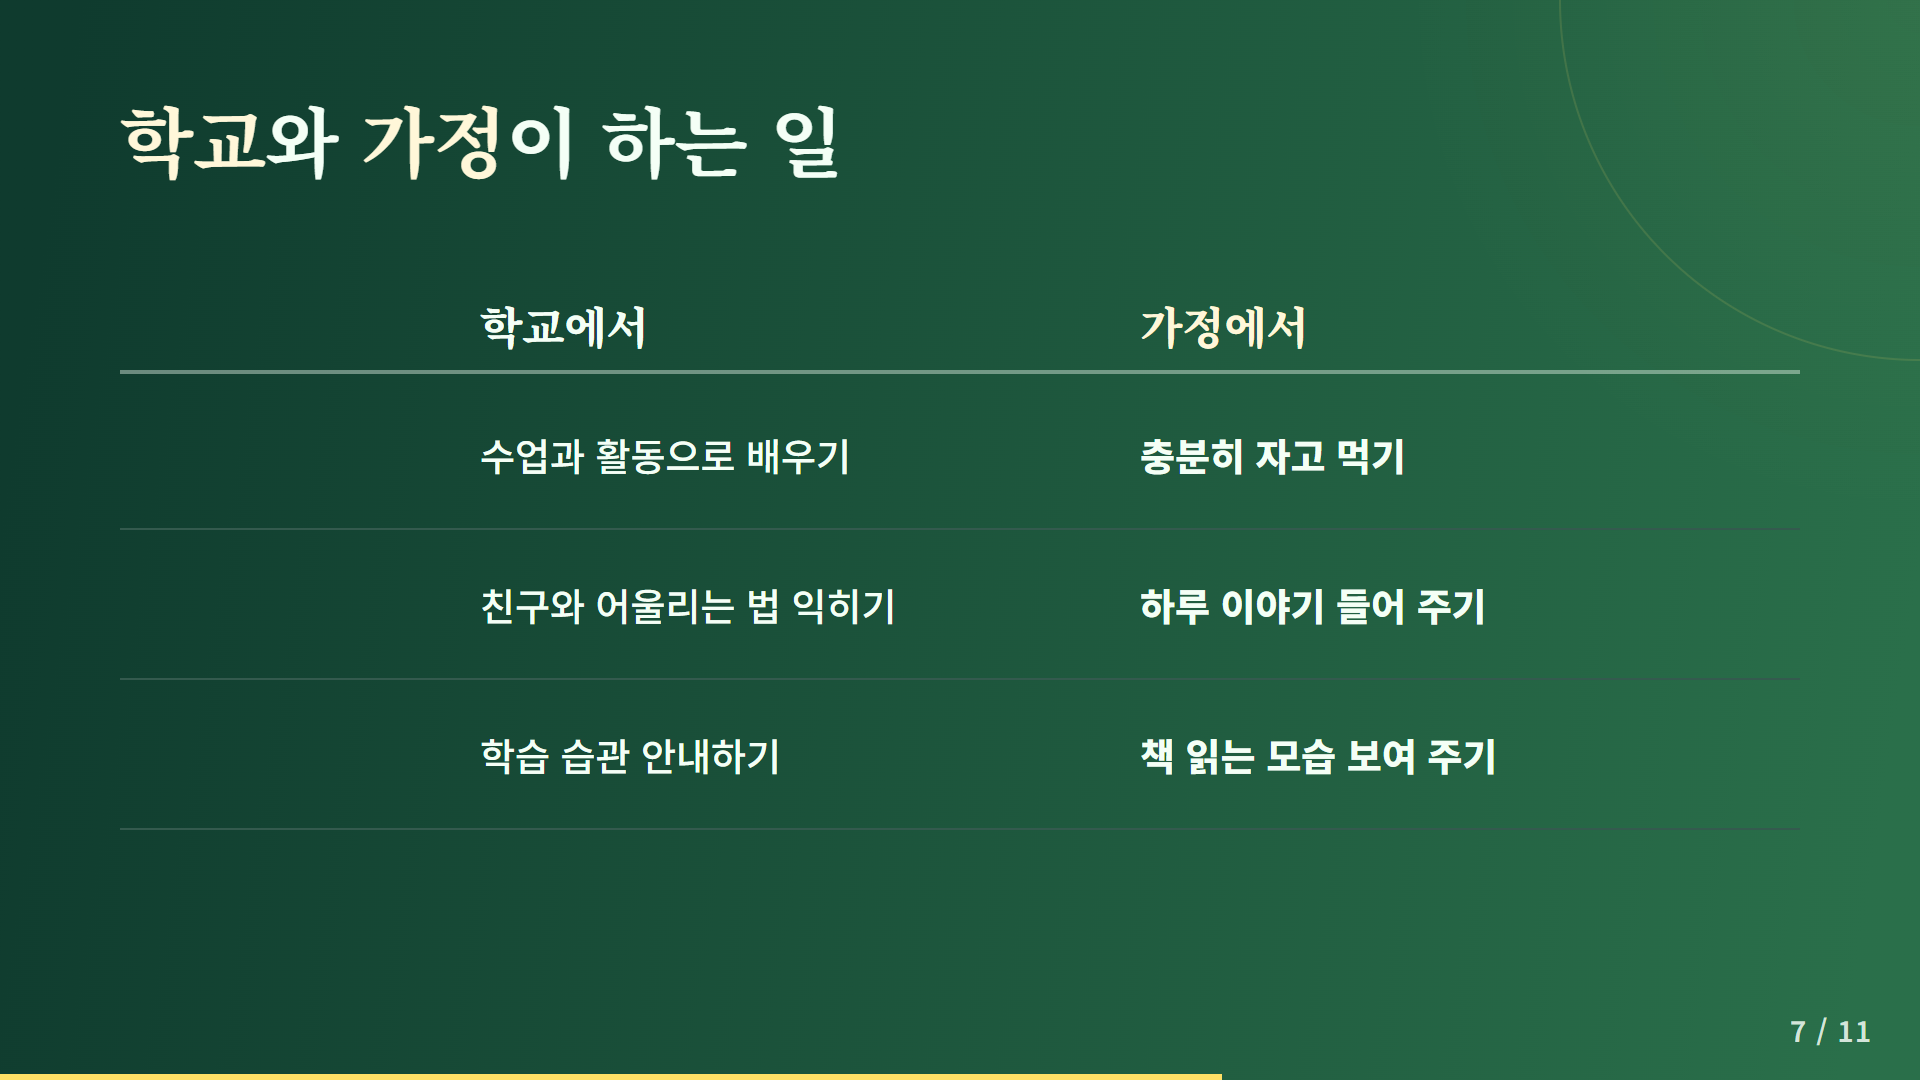 학교와 가정이 하는 일
학교에서 가정에서
수업과 활동으로 배우기 충분히 자고 먹기
친구와 어울리는 법 익히기 하루 이야기 들어 주기
학습 습관 안내하기 책 읽는 모습 보여 주기
7 / 11